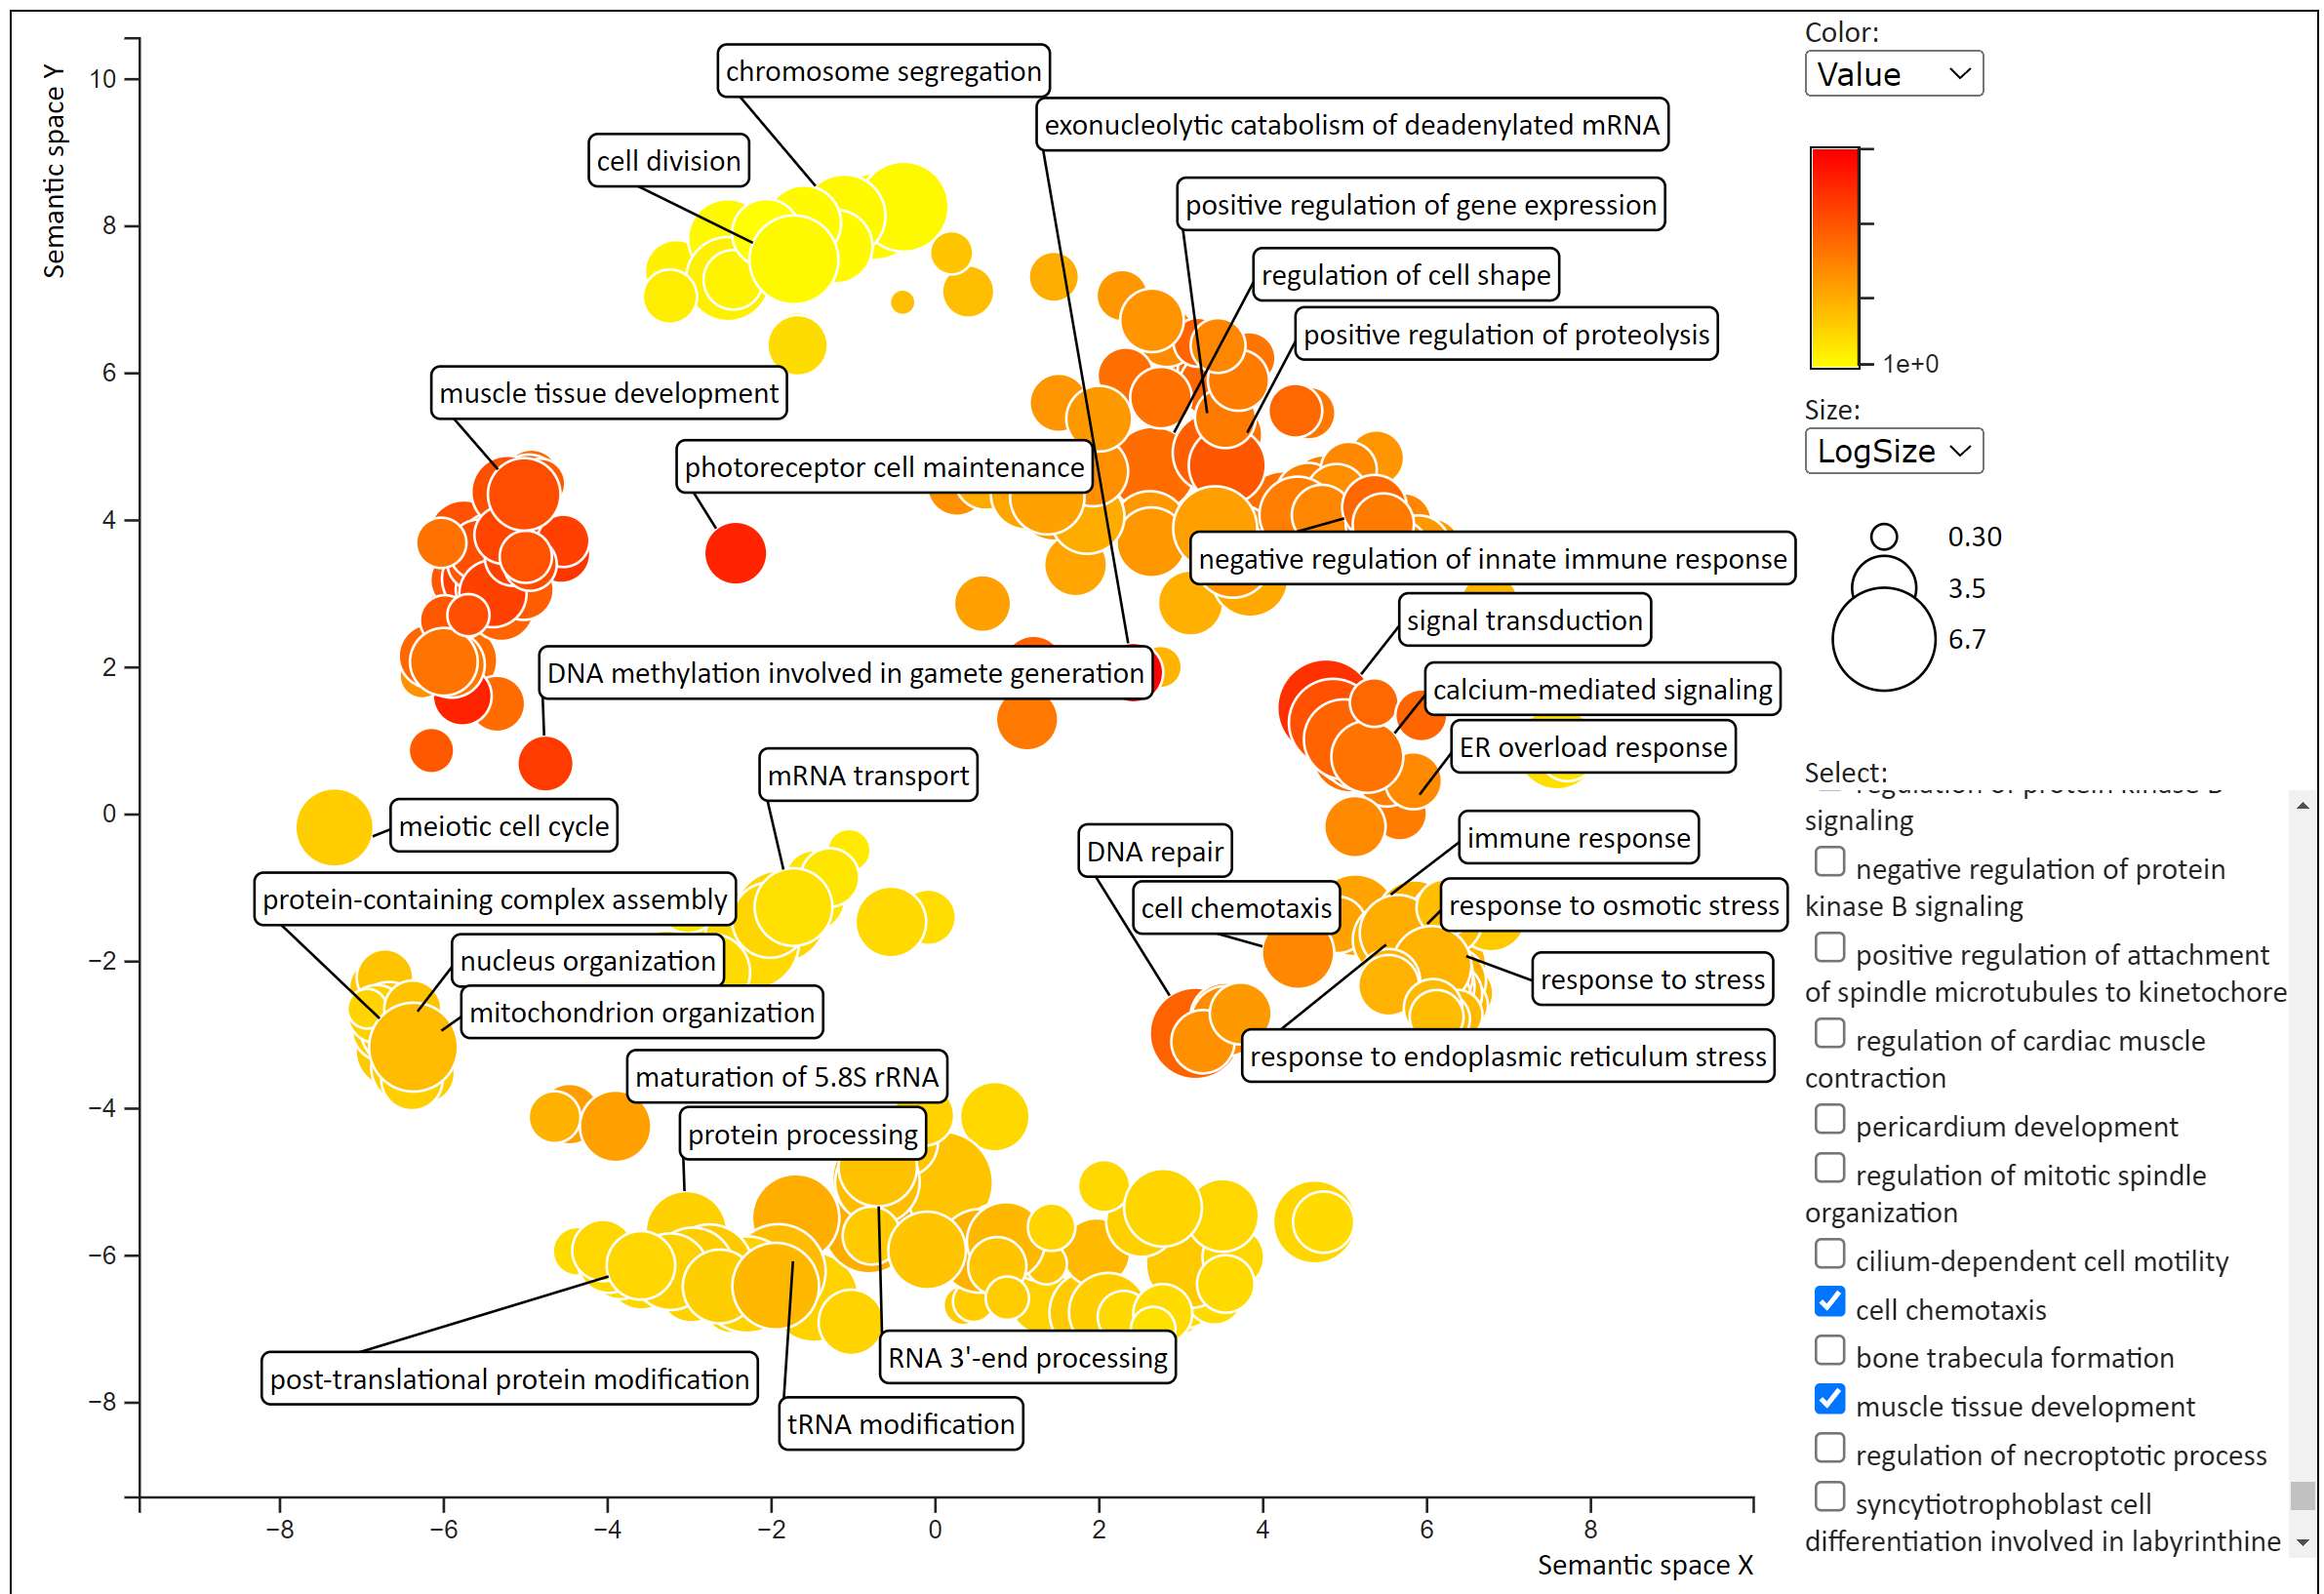 Semantic space Y
10
8
6
4
2
0
−2
−4
−6
−8
−8
−6
−4
−2
0
2
4
6
8
Semantic space X
chromosome segregation
exonucleolytic catabolism of deadenylated mRNA
cell division
positive regulation of gene expression
regulation of cell shape
positive regulation of proteolysis
muscle tissue development
photoreceptor cell maintenance
negative regulation of innate immune response
signal transduction
DNA methylation involved in gamete generation
calcium-mediated signaling
ER overload response
mRNA transport
meiotic cell cycle
immune response
DNA repair
protein-containing complex assembly
cell chemotaxis
response to osmotic stress
nucleus organization
response to stress
mitochondrion organization
response to endoplasmic reticulum stress
maturation of 5.8S rRNA
protein processing
RNA 3'-end processing
post-translational protein modification
tRNA modification
Color:
Value
1e+0
Size:
LogSize
0.30
3.5
6.7
Select:
regulation of protein kinase B
signaling
negative regulation of protein
kinase B signaling
positive regulation of attachment
of spindle microtubules to kinetochore
regulation of cardiac muscle
contraction
pericardium development
regulation of mitotic spindle
organization
cilium-dependent cell motility
cell chemotaxis
bone trabecula formation
muscle tissue development
regulation of necroptotic process
syncytiotrophoblast cell
differentiation involved in labyrinthine